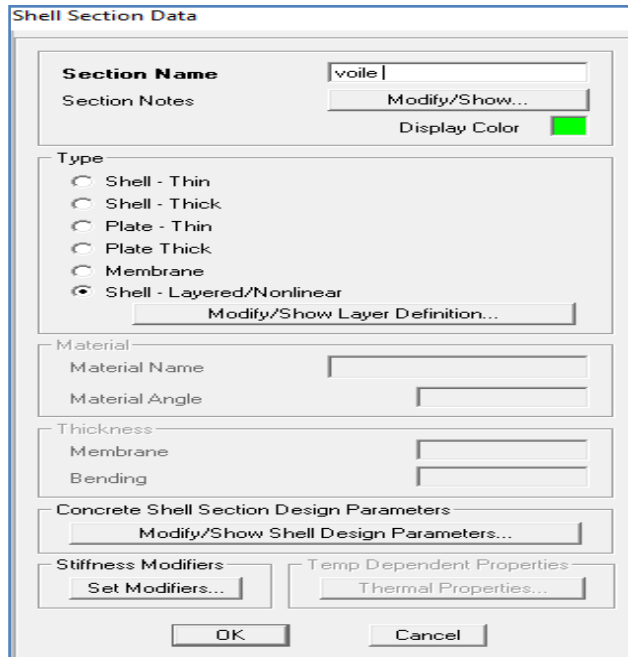 Shell Section Data
Section Name voile
Section Notes Modify/Show...
Display Color
Type
Shell - Thin
Shell - Thick
Plate - Thin
Plate Thick
Membrane
Shell - Layered/Nonlinear
Modify/Show Layer Definition...
Material
Material Name
Material Angle
Thickness
Membrane
Bending
Concrete Shell Section Design Parameters
Modify/Show Shell Design Parameters...
Stiffness Modifiers Temp Dependent Properties
Set Modifiers... Thermal Properties...
OK Cancel